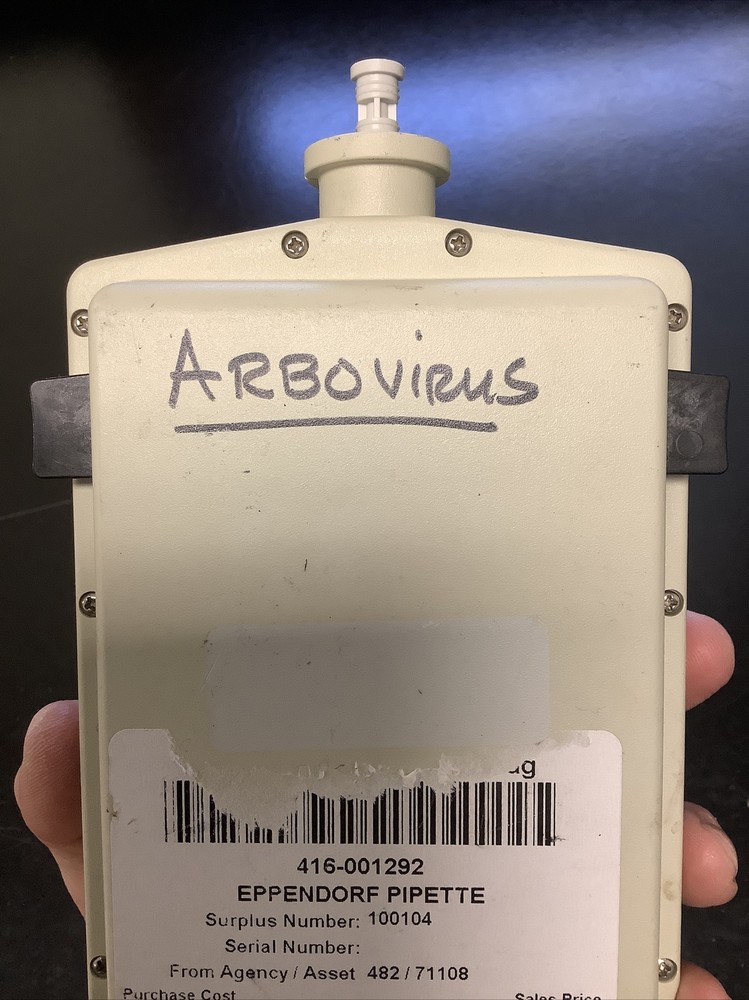 ARBOVIRUS
416-001292
EPPENDORF PIPETTE
Surplus Number: 100104
Serial Number:
From Agency / Asset 482 / 71108
Purchase Cost Sales Price